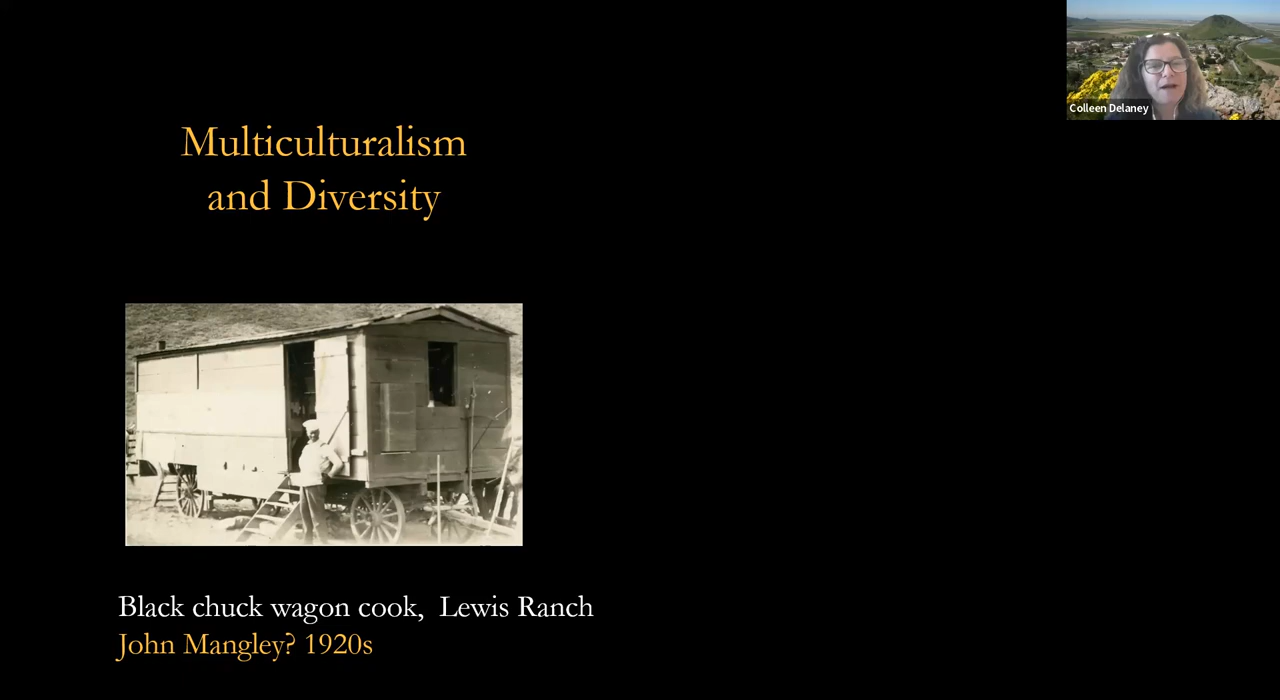 Colleen Delaney
Multiculturalism
and Diversity
Black chuck wagon cook, Lewis Ranch
John Mangley? 1920s